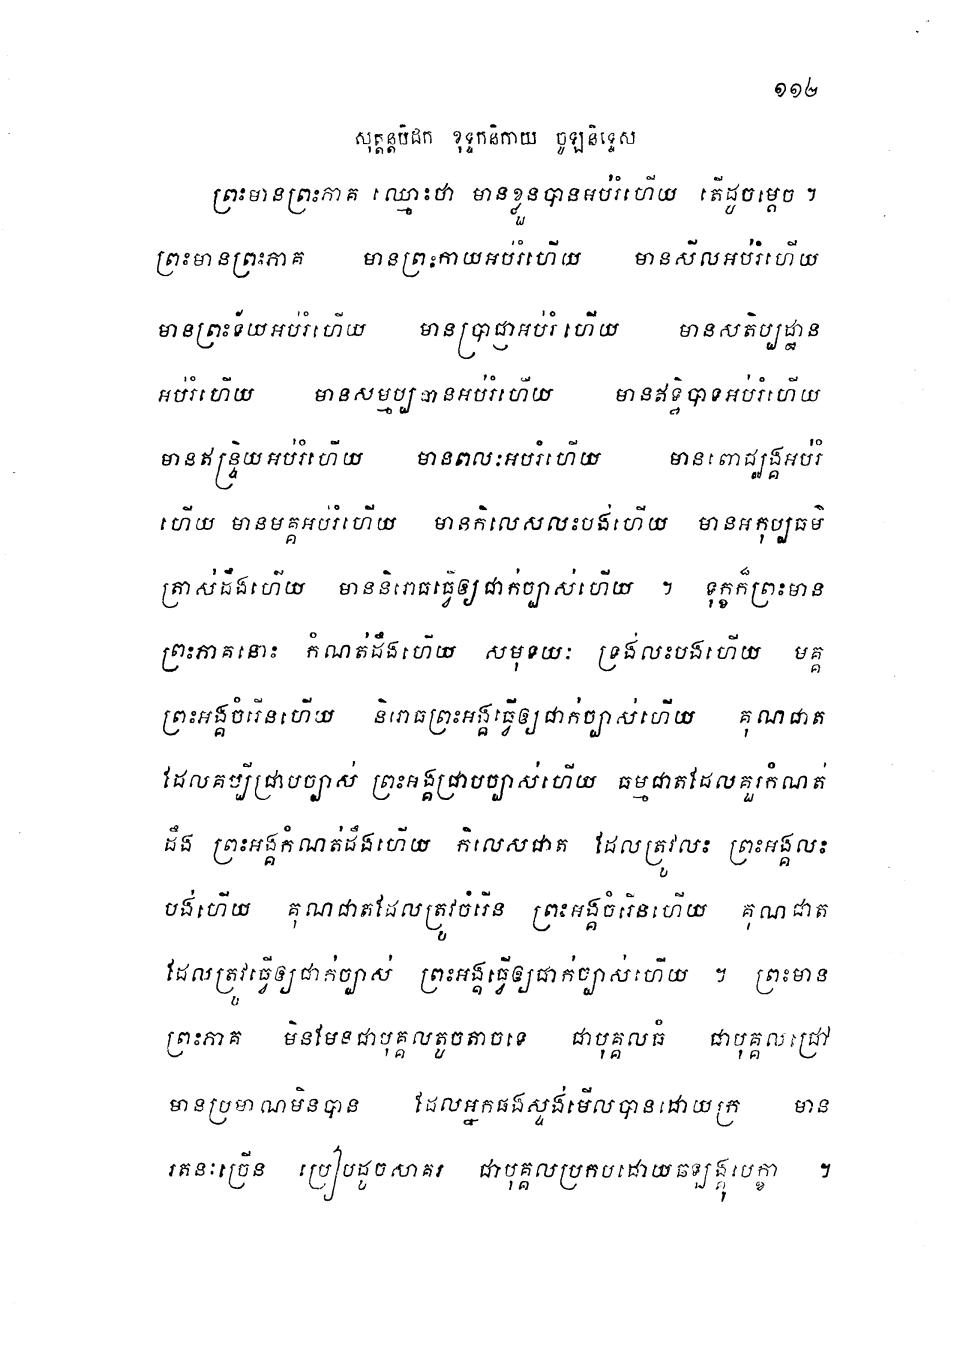 ១១៤
សុត្តន្តបិដក ខុទ្ទកនិកាយ ចូឡនិទ្ទេស
ព្រះមានព្រះភាគ ឈ្មោះថា មានខ្លួនបានអប់រំហើយ តើដូចម្តេច ។
ព្រះមានព្រះភាគ មានព្រះកាយអប់រំហើយ មានសីលអប់រំហើយ
មានព្រះទ័យអប់រំហើយ មានប្រាជ្ញាអប់រំហើយ មានសតិប្បដ្ឋាន
អប់រំហើយ មានសម្មប្បធានអប់រំហើយ មានឥទ្ធិបាទអប់រំហើយ
មានឥន្ទ្រិយអប់រំហើយ មានពលៈអប់រំហើយ មានពោជ្ឈង្គអប់រំ
ហើយ មានមគ្គអប់រំហើយ មានកិលេសលះបង់ហើយ មានអកុប្បធម៌
ត្រាស់ដឹងហើយ មាននិរោធធ្វើឲ្យជាក់ច្បាស់ហើយ ។ ទុក្ខក៏ព្រះមាន
ព្រះភាគនោះ កំណត់ដឹងហើយ សមុទយៈ ទ្រង់លះបង់ហើយ មគ្គ
ព្រះអង្គចំរើនហើយ និរោធព្រះអង្គធ្វើឲ្យជាក់ច្បាស់ហើយ គុណជាត
ដែលគប្បីជ្រាបច្បាស់ ព្រះអង្គជ្រាបច្បាស់ហើយ ធម្មជាតដែលគួរកំណត់
ដឹង ព្រះអង្គកំណត់ដឹងហើយ កិលេសជាត ដែលត្រូវលះ ព្រះអង្គលះ
បង់ហើយ គុណជាតដែលត្រូវចំរើន ព្រះអង្គចំរើនហើយ គុណជាត
ដែលត្រូវធ្វើឲ្យជាក់ច្បាស់ ព្រះអង្គធ្វើឲ្យជាក់ច្បាស់ហើយ ។ ព្រះមាន
ព្រះភាគ មិនមែនជាបុគ្គលតូចតាចទេ ជាបុគ្គលធំ ជាបុគ្គលជ្រៅ
មានប្រមាណមិនបាន ដែលអ្នកផងស្ទង់មើលបានដោយក្រ មាន
រតនៈច្រើន ប្រៀបដូចសាគរ ជាបុគ្គលប្រកបដោយឆឡង្គុបេក្ខា ។